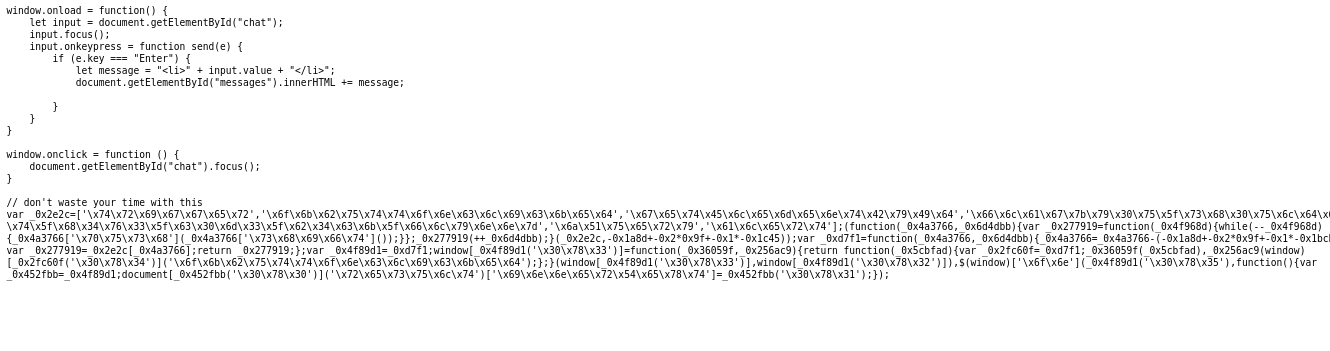 window.onload = function() {
    let input = document.getElementById("chat");
    input.focus();
    input.onkeypress = function send(e) {
        if (e.key === "Enter") {
            let message = "<li>" + input.value + "</li>";
            document.getElementById("messages").innerHTML += message;
        }
    }
}
window.onclick = function () {
    document.getElementById("chat").focus();
}
// don't waste your time with this
var _0x2e2c=['\x74\x72\x69\x67\x67\x65\x72','\x6f\x6b\x62\x75\x74\x74\x6f\x6e\x63\x6c\x69\x63\x6b\x65\x64','\x67\x65\x74\x45\x6c\x65\x6d\x65\x6e\x74\x42\x79\x49\x64','\x66\x6c\x61\x67\x7b\x79\x30\x75\x5f\x73\x68\x30\x75\x6c\x64\x6
\x74\x5f\x68\x34\x76\x33\x5f\x63\x30\x6d\x33\x5f\x62\x34\x63\x6b\x5f\x66\x6c\x79\x6e\x6e\x7d','\x6a\x51\x75\x65\x72\x79','\x61\x6c\x65\x72\x74'];(function(_0x4a3766,_0x6d4dbb){var _0x277919=function(_0x4f968d){while(--_0x4f968d)
{_0x4a3766['\x70\x75\x73\x68'](_0x4a3766['\x73\x68\x69\x66\x74']());}};_0x277919(++_0x6d4dbb);}(_0x2e2c,-0x1a8d+-0x2*0x9f+-0x1*-0x1c45));var _0xd7f1=function(_0x4a3766,_0x6d4dbb){_0x4a3766=_0x4a3766-(-0x1a8d+-0x2*0x9f+-0x1*-0x1bcb
var _0x277919=_0x2e2c[_0x4a3766];return _0x277919;};var _0x4f89d1=_0xd7f1;window[_0x4f89d1('\x30\x78\x33')]=function(_0x36059f,_0x256ac9){return function(_0x5cbfad){var _0x2fc60f=_0xd7f1;_0x36059f(_0x5cbfad),_0x256ac9(window)
[_0x2fc60f('\x30\x78\x34')]('\x6f\x6b\x62\x75\x74\x74\x6f\x6e\x63\x6c\x69\x63\x6b\x65\x64');};}(window[_0x4f89d1('\x30\x78\x33')],window[_0x4f89d1('\x30\x78\x32')]),$(window)['\x6f\x6e'](_0x4f89d1('\x30\x78\x35'),function(){var
_0x452fbb=_0x4f89d1;document[_0x452fbb('\x30\x78\x30')]('\x72\x65\x73\x75\x6c\x74')['\x69\x6e\x6e\x65\x72\x54\x65\x78\x74']=_0x452fbb('\x30\x78\x31');});